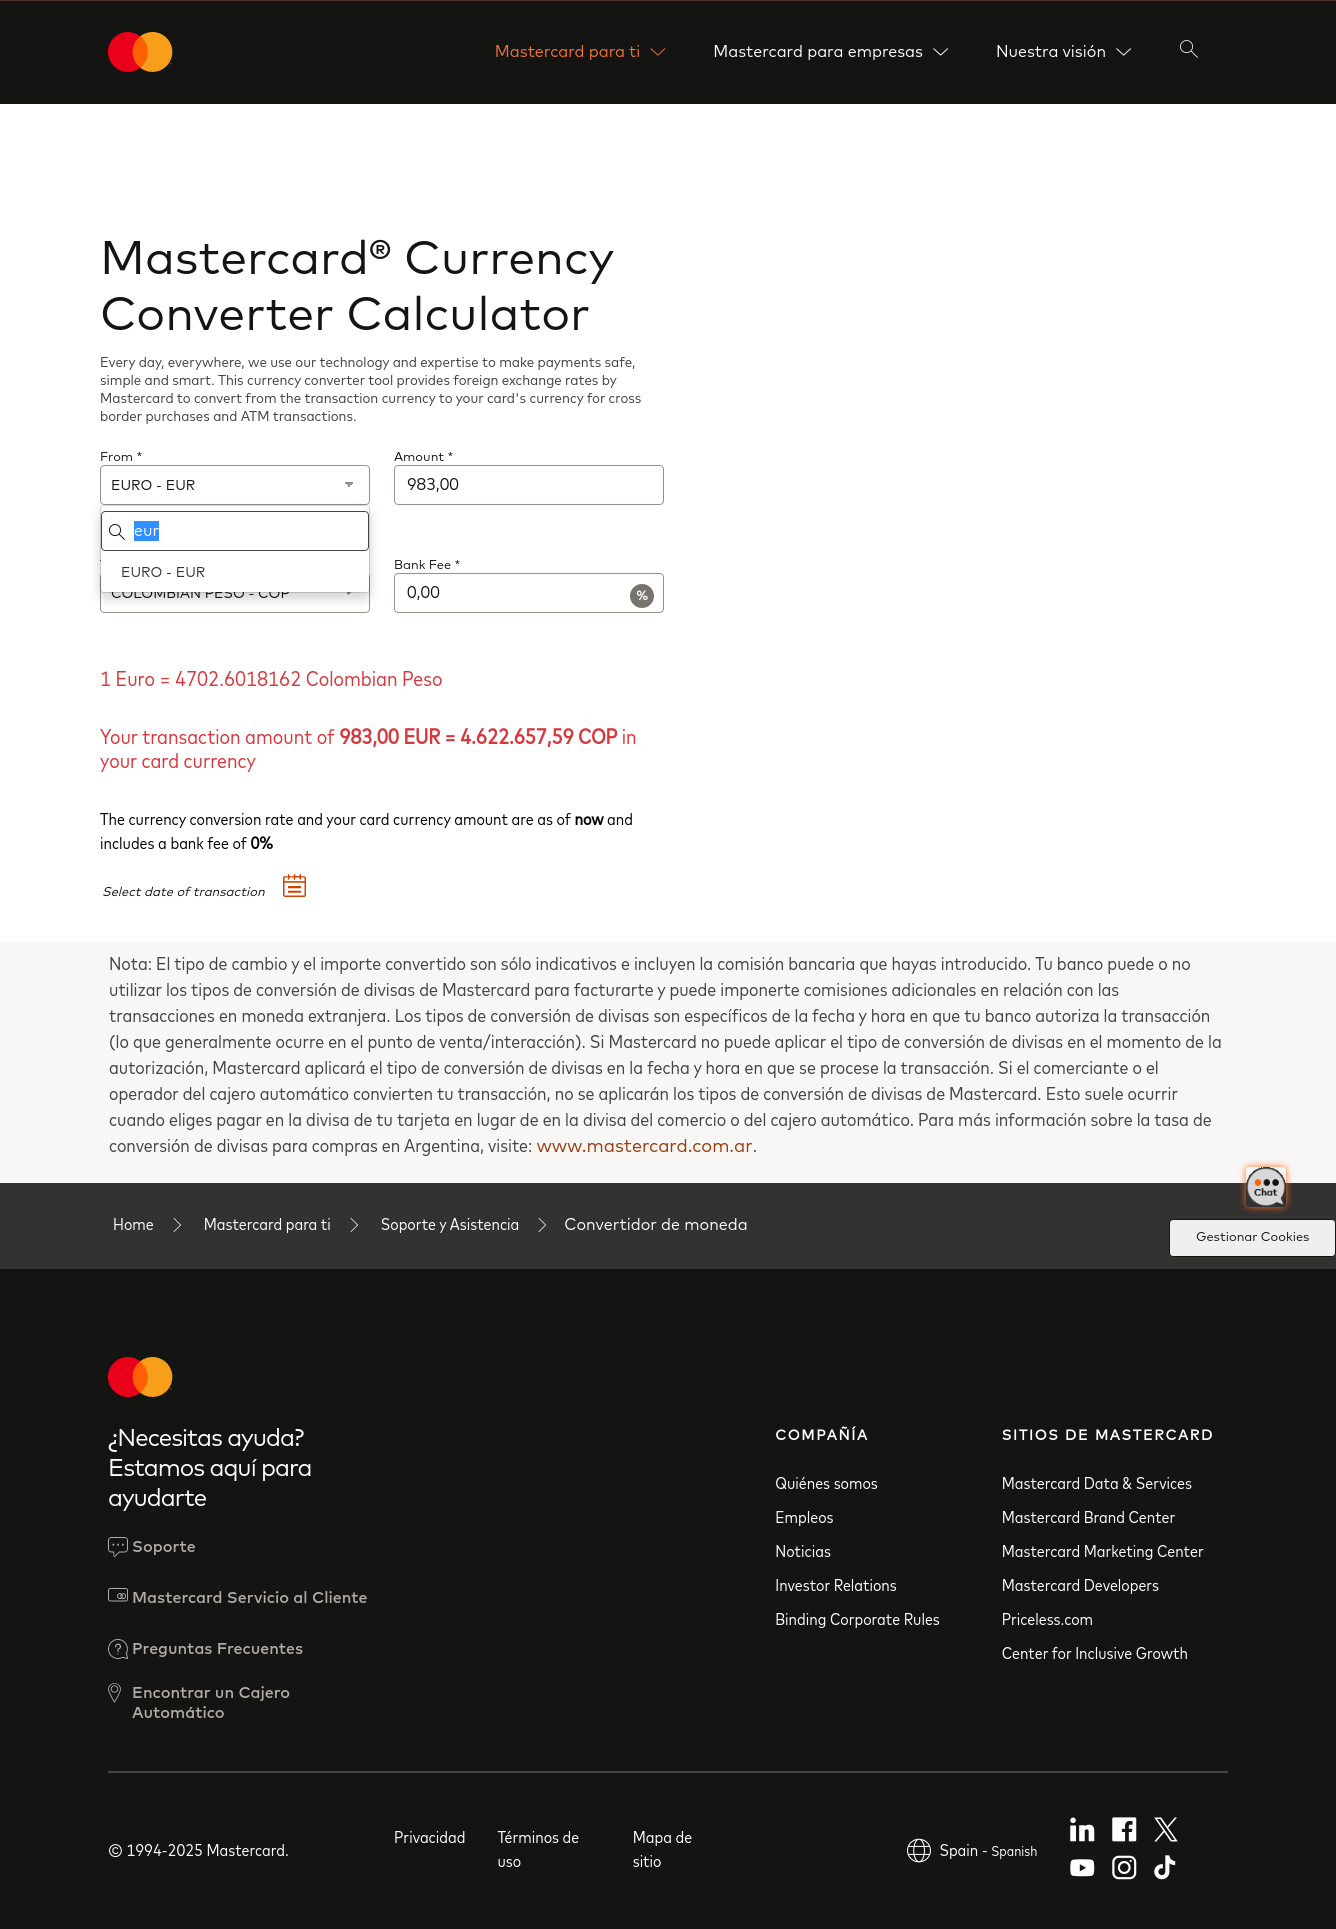 Mastercard para ti
Mastercard para empresas
Nuestra visión
Mastercard® Currency
Converter Calculator
Every day, everywhere, we use our technology and expertise to make payments safe,
simple and smart. This currency converter tool provides foreign exchange rates by
Mastercard to convert from the transaction currency to your card's currency for cross
border purchases and ATM transactions.
From *
Amount *
EURO - EUR
983,00
eur
EURO - EUR
Bank Fee *
COLOMBIAN PESO - COP
0,00
%
1 Euro = 4702.6018162 Colombian Peso
Your transaction amount of 983,00 EUR = 4.622.657,59 COP in
your card currency
The currency conversion rate and your card currency amount are as of now and
includes a bank fee of 0%
Select date of transaction
Nota: El tipo de cambio y el importe convertido son sólo indicativos e incluyen la comisión bancaria que hayas introducido. Tu banco puede o no
utilizar los tipos de conversión de divisas de Mastercard para facturarte y puede imponerte comisiones adicionales en relación con las
transacciones en moneda extranjera. Los tipos de conversión de divisas son específicos de la fecha y hora en que tu banco autoriza la transacción
(lo que generalmente ocurre en el punto de venta/interacción). Si Mastercard no puede aplicar el tipo de conversión de divisas en el momento de la
autorización, Mastercard aplicará el tipo de conversión de divisas en la fecha y hora en que se procese la transacción. Si el comerciante o el
operador del cajero automático convierten tu transacción, no se aplicarán los tipos de conversión de divisas de Mastercard. Esto suele ocurrir
cuando eliges pagar en la divisa de tu tarjeta en lugar de en la divisa del comercio o del cajero automático. Para más información sobre la tasa de
conversión de divisas para compras en Argentina, visite: www.mastercard.com.ar.
Chat
Home
Mastercard para ti
Soporte y Asistencia
Convertidor de moneda
Gestionar Cookies
¿Necesitas ayuda?
Estamos aquí para
ayudarte
Soporte
Mastercard Servicio al Cliente
Preguntas Frecuentes
Encontrar un Cajero
Automático
COMPAÑÍA
Quiénes somos
Empleos
Noticias
Investor Relations
Binding Corporate Rules
SITIOS DE MASTERCARD
Mastercard Data & Services
Mastercard Brand Center
Mastercard Marketing Center
Mastercard Developers
Priceless.com
Center for Inclusive Growth
© 1994-2025 Mastercard.
Privacidad
Términos de
uso
Mapa de
sitio
Spain - Spanish